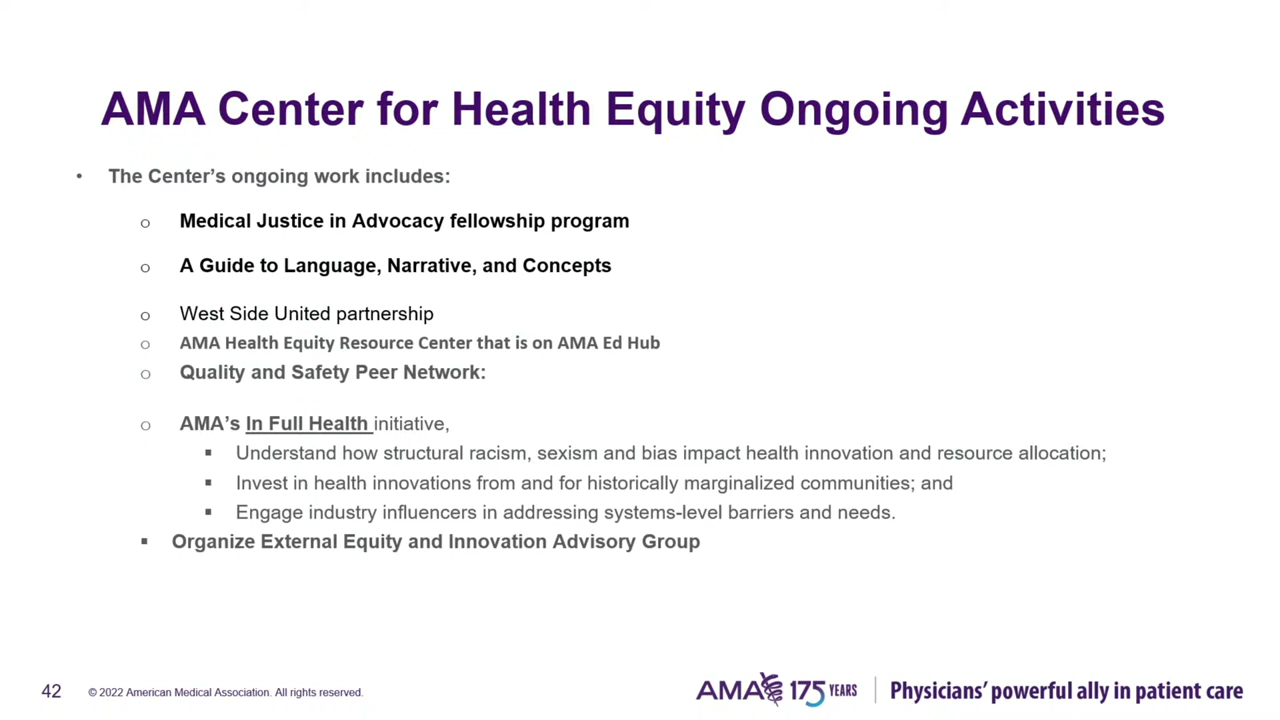 AMA Center for Health Equity Ongoing Activities
• The Center’s ongoing work includes:
o Medical Justice in Advocacy fellowship program
o A Guide to Language, Narrative, and Concepts
o West Side United partnership
o AMA Health Equity Resource Center that is on AMA Ed Hub
o Quality and Safety Peer Network:
o AMA’s In Full Health initiative,
▪ Understand how structural racism, sexism and bias impact health innovation and resource allocation;
▪ Invest in health innovations from and for historically marginalized communities; and
▪ Engage industry influencers in addressing systems-level barriers and needs.
▪ Organize External Equity and Innovation Advisory Group
42 © 2022 American Medical Association. All rights reserved.
AMA 175 YEARS Physicians’ powerful ally in patient care